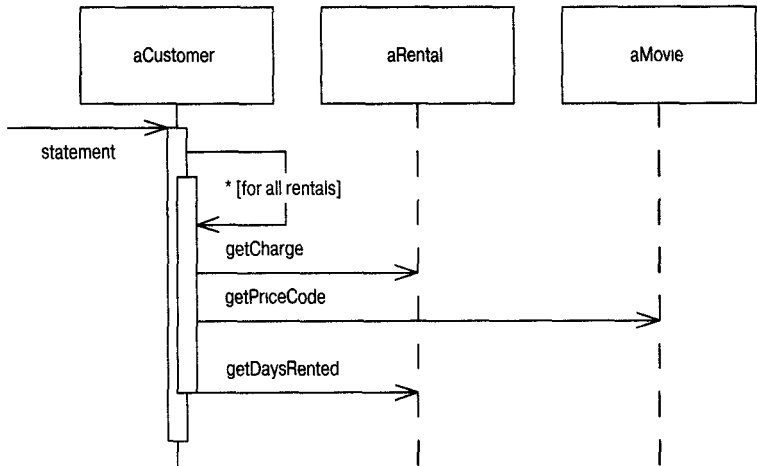 aCustomer
aRental
aMovie
statement
* [for all rentals]
getCharge
getPriceCode
getDaysRented